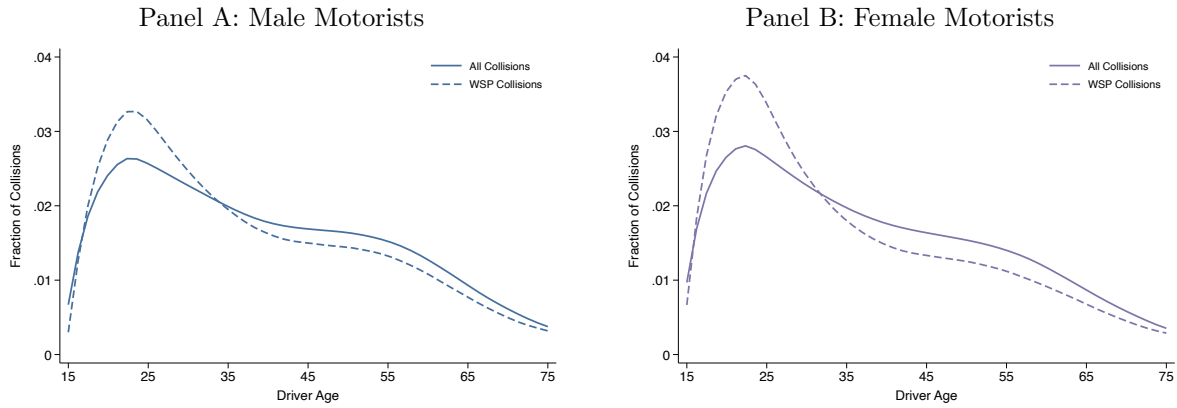 Panel A: Male Motorists
.04
.03
.02
.01
0
Fraction of Collisions
All Collisions
WSP Collisions
15 25 35 45 55 65 75
Driver Age
Panel B: Female Motorists
.04
.03
.02
.01
0
Fraction of Collisions
All Collisions
WSP Collisions
15 25 35 45 55 65 75
Driver Age